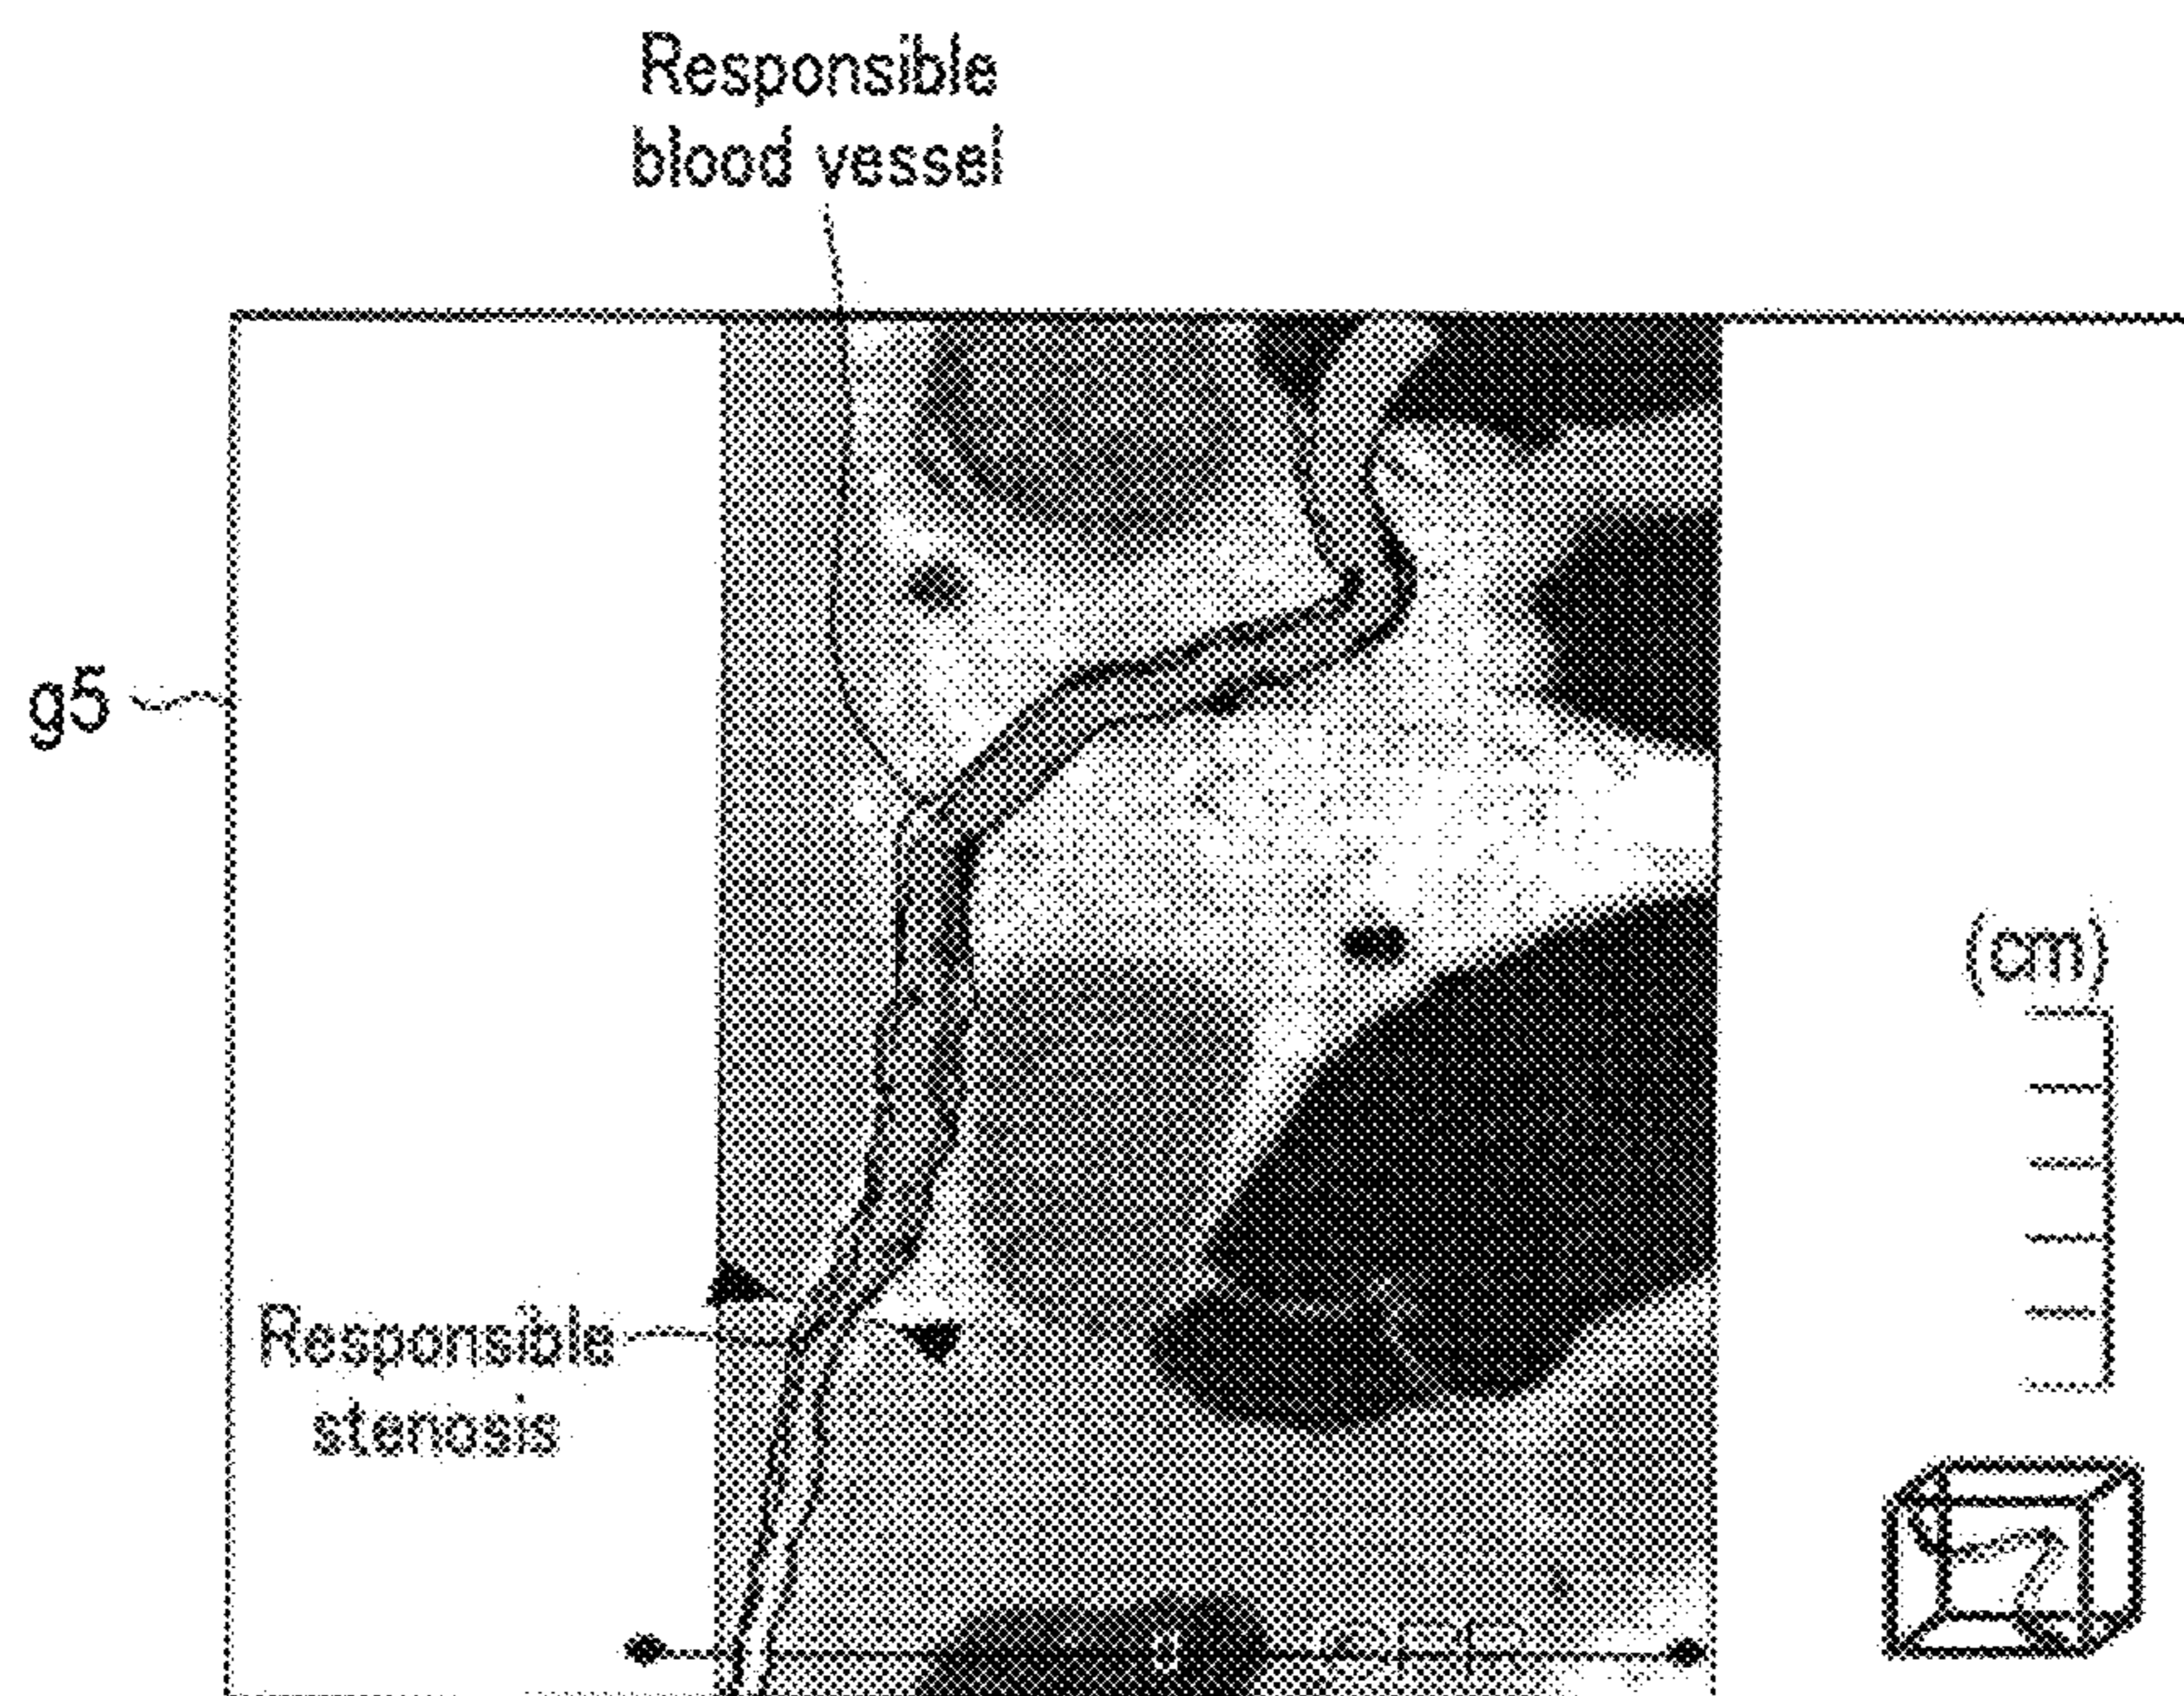 Responsible
blood vessel
g5
(cm)
Responsible
stenosis